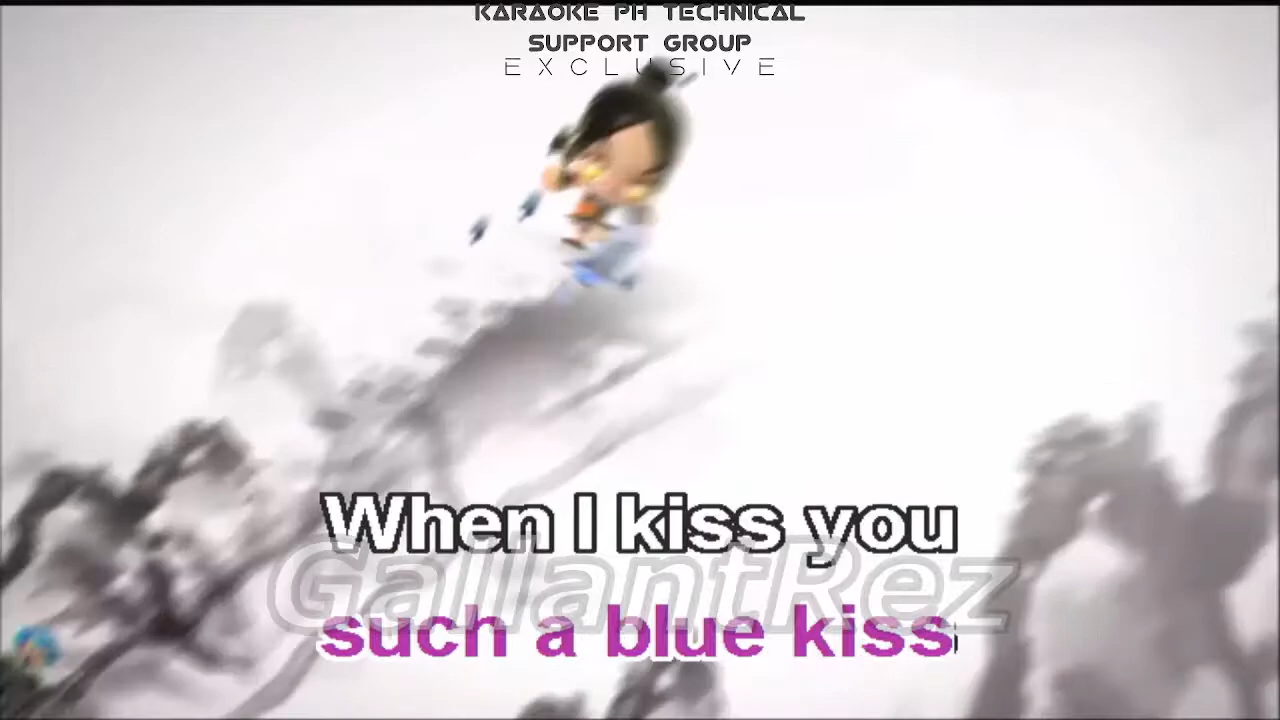 KARAOKE PH TECHNICAL
SUPPORT GROUP
EXCLUSIVE
When I kiss you
GallantRez
such a blue kiss